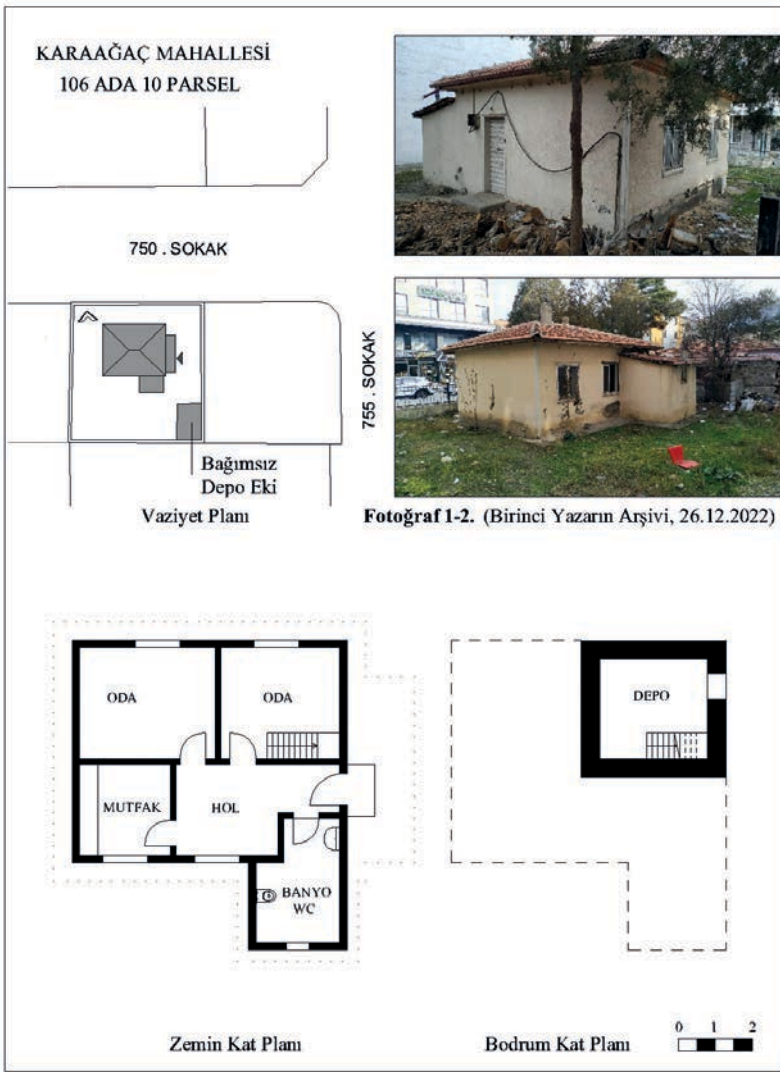 KARAAĞAÇ MAHALLESİ
106 ADA 10 PARSEL
750 . SOKAK
755 . SOKAK
Bağımsız
Depo Eki
Vaziyet Planı
Fotoğraf 1-2. (Birinci Yazarın Arşivi, 26.12.2022)
ODA
ODA
MUTFAK
HOL
BANYO
WC
DEPO
Zemin Kat Planı
Bodrum Kat Planı
0 1 2